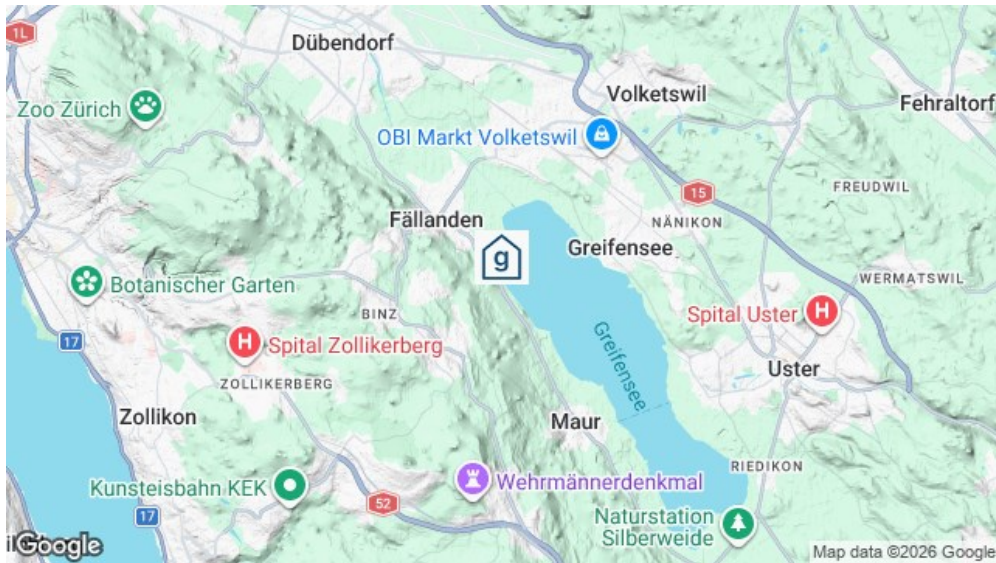 1L
Dübendorf
Volketswil
Zoo Zürich
Fehraltorf
OBI Markt Volketswil
15
FREUDWIL
Fällanden
NÄNIKON
Greifensee
g
WERMATSWIL
Botanischer Garten
BINZ
Spital Uster
H
17
H
Spital Zollikerberg
Greifensee
Uster
ZOLLIKERBERG
Zollikon
Maur
RIEDIKON
Kunsteisbahn KEK
Wehrmännerdenkmal
52
17
Naturstation
Silberweide
Google
Map data ©2026 Google